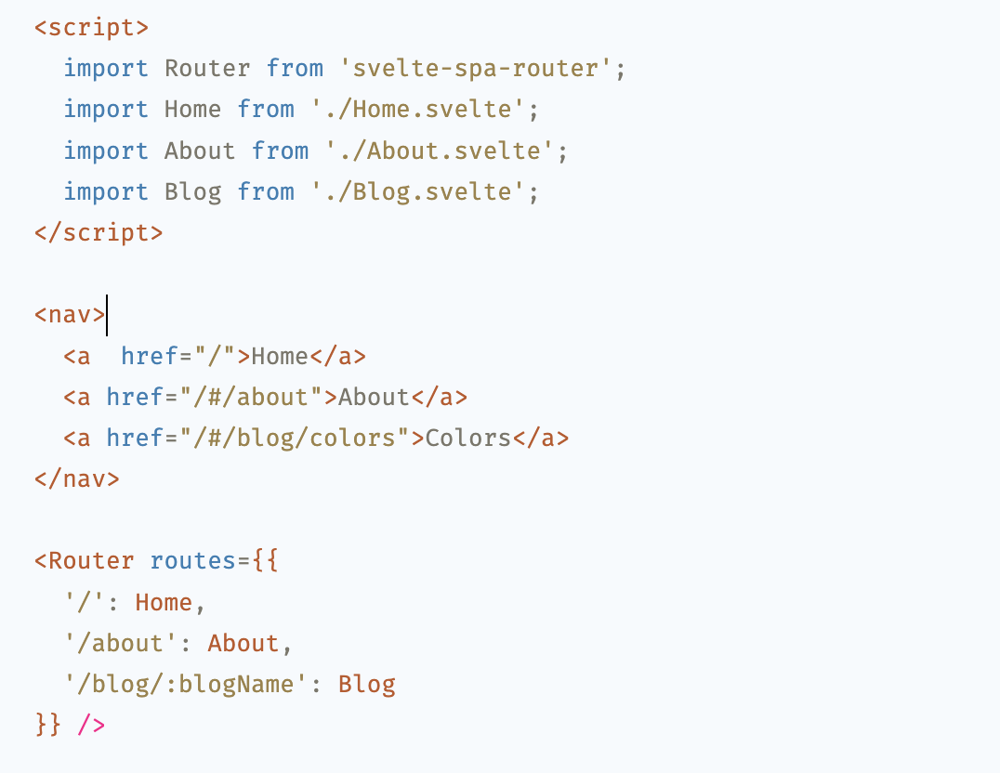 <script>
  import Router from 'svelte-spa-router';
  import Home from './Home.svelte';
  import About from './About.svelte';
  import Blog from './Blog.svelte';
</script>

<nav>
  <a  href="/">Home</a>
  <a href="/#/about">About</a>
  <a href="/#/blog/colors">Colors</a>
</nav>

<Router routes={{
  '/': Home,
  '/about': About,
  '/blog/:blogName': Blog
}} />